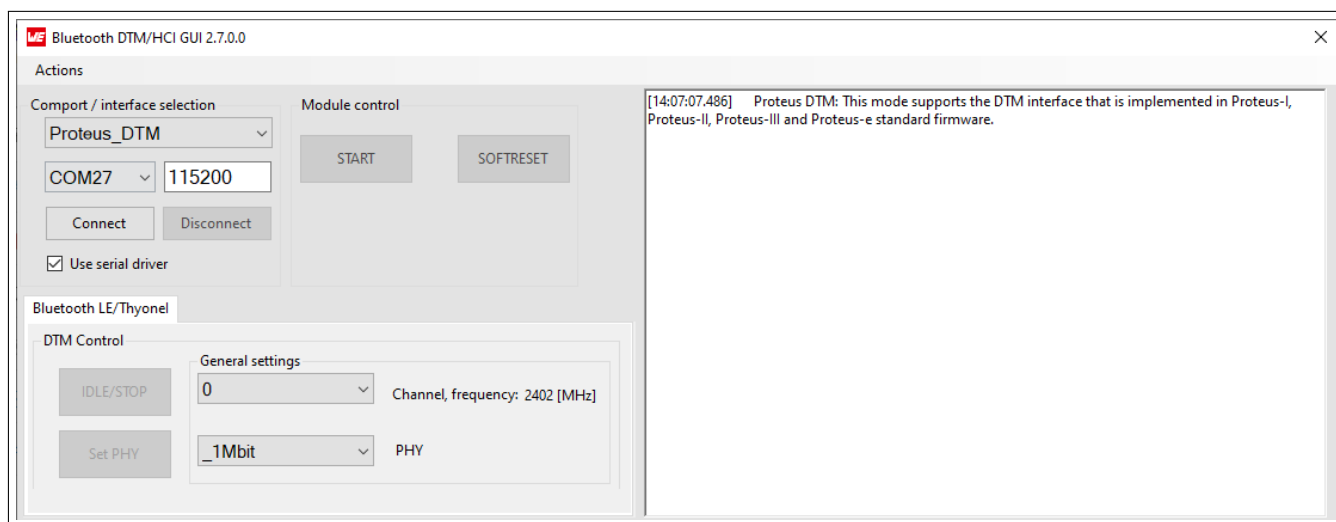 WE Bluetooth DTM/HCI GUI 2.7.0.0
Actions
Comport / interface selection
Proteus_DTM
COM27 115200
Connect Disconnect
Use serial driver
Module control
START SOFTRESET
[14:07:07.486] Proteus DTM: This mode supports the DTM interface that is implemented in Proteus-I,
Proteus-II, Proteus-III and Proteus-e standard firmware.
Bluetooth LE/Thyonel
DTM Control
IDLE/STOP
Set PHY
General settings
0 Channel, frequency: 2402 [MHz]
_1Mbit PHY